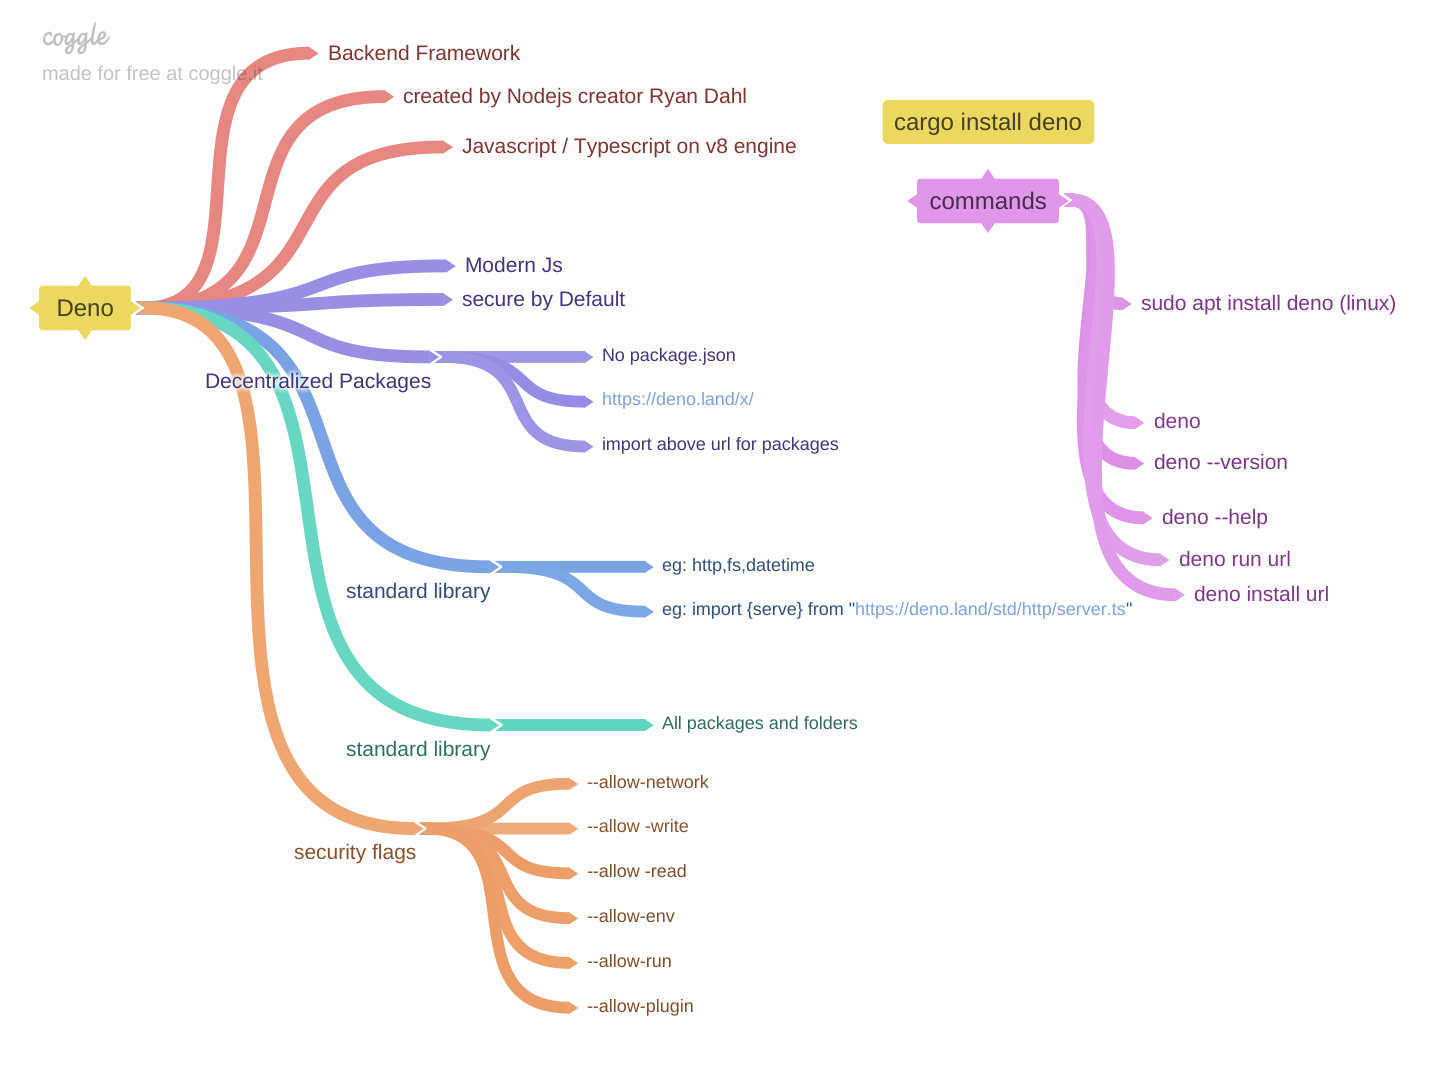 coggle
made for free at coggle.it
Backend Framework
created by Nodejs creator Ryan Dahl
Javascript / Typescript on v8 engine
Deno
Modern Js
secure by Default
Decentralized Packages
No package.json
https://deno.land/x/
import above url for packages
standard library
eg: http,fs,datetime
eg: import {serve} from "https://deno.land/std/http/server.ts"
standard library
All packages and folders
security flags
--allow-network
--allow -write
--allow -read
--allow-env
--allow-run
--allow-plugin
cargo install deno
commands
sudo apt install deno (linux)
deno
deno --version
deno --help
deno run url
deno install url